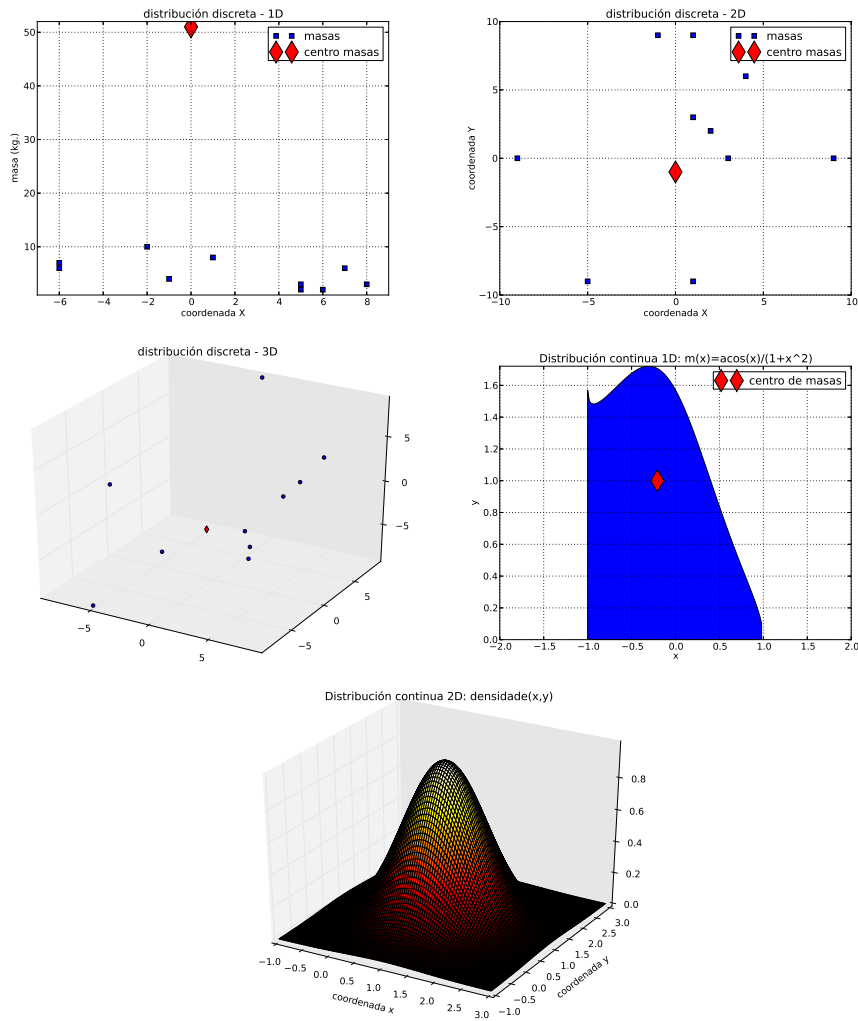 distribución discreta - 1D
masas
centro masas
50
40
30
20
10
masa (kg.)
−6 −4 −2 0 2 4 6 8
coordenada X
distribución discreta - 2D
masas
centro masas
10
5
0
−5
−10
coordenada Y
−10 −5 0 5 10
coordenada X
distribución discreta - 3D
5
0
−5
−5 0 5
−5 0 5
Distribución continua 1D: m(x)=acos(x)/(1+x^2)
centro de masas
1.6
1.4
1.2
1.0
0.8
0.6
0.4
0.2
0.0
y
−2.0 −1.5 −1.0 −0.5 0.0 0.5 1.0 1.5 2.0
x
Distribución continua 2D: densidade(x,y)
0.8
0.6
0.4
0.2
0.0
−1.0 −0.5 0.0 0.5 1.0 1.5 2.0 2.5 3.0
coordenada x
−1.0 −0.5 0.0 0.5 1.0 1.5 2.0 2.5 3.0
coordenada y